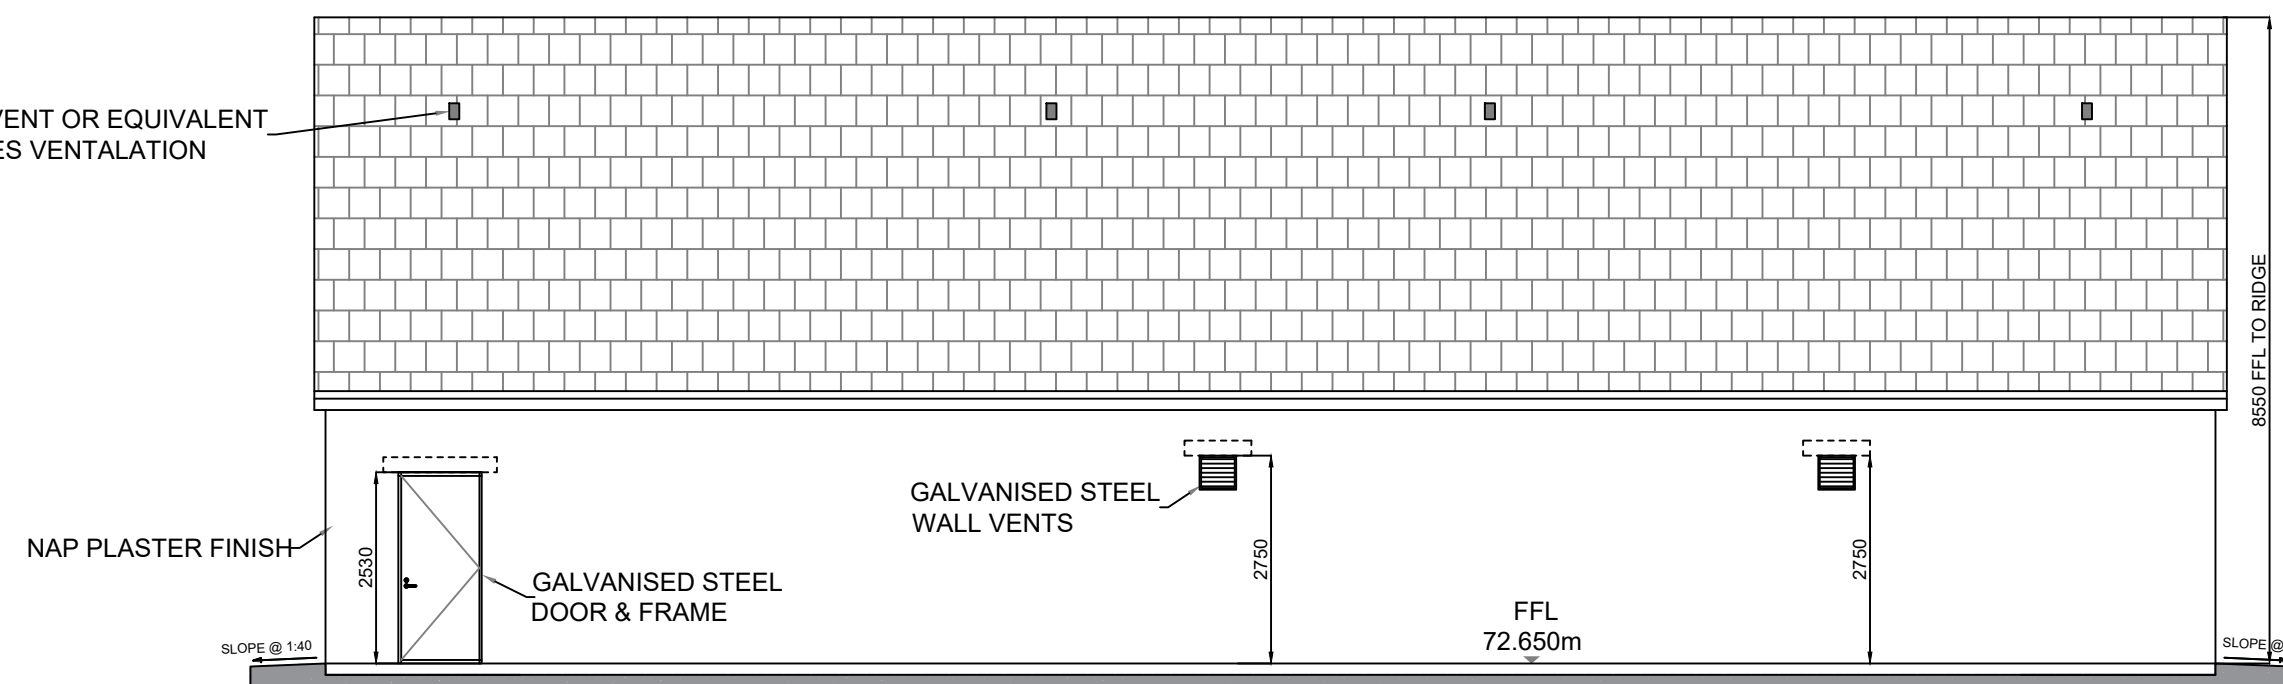 VENT OR EQUIVALENT
ES VENTALATION
8550 FFL TO RIDGE
GALVANISED STEEL
WALL VENTS
NAP PLASTER FINISH
2530
GALVANISED STEEL
DOOR & FRAME
2750
2750
FFL
72.650m
SLOPE @ 1:40
SLOPE @